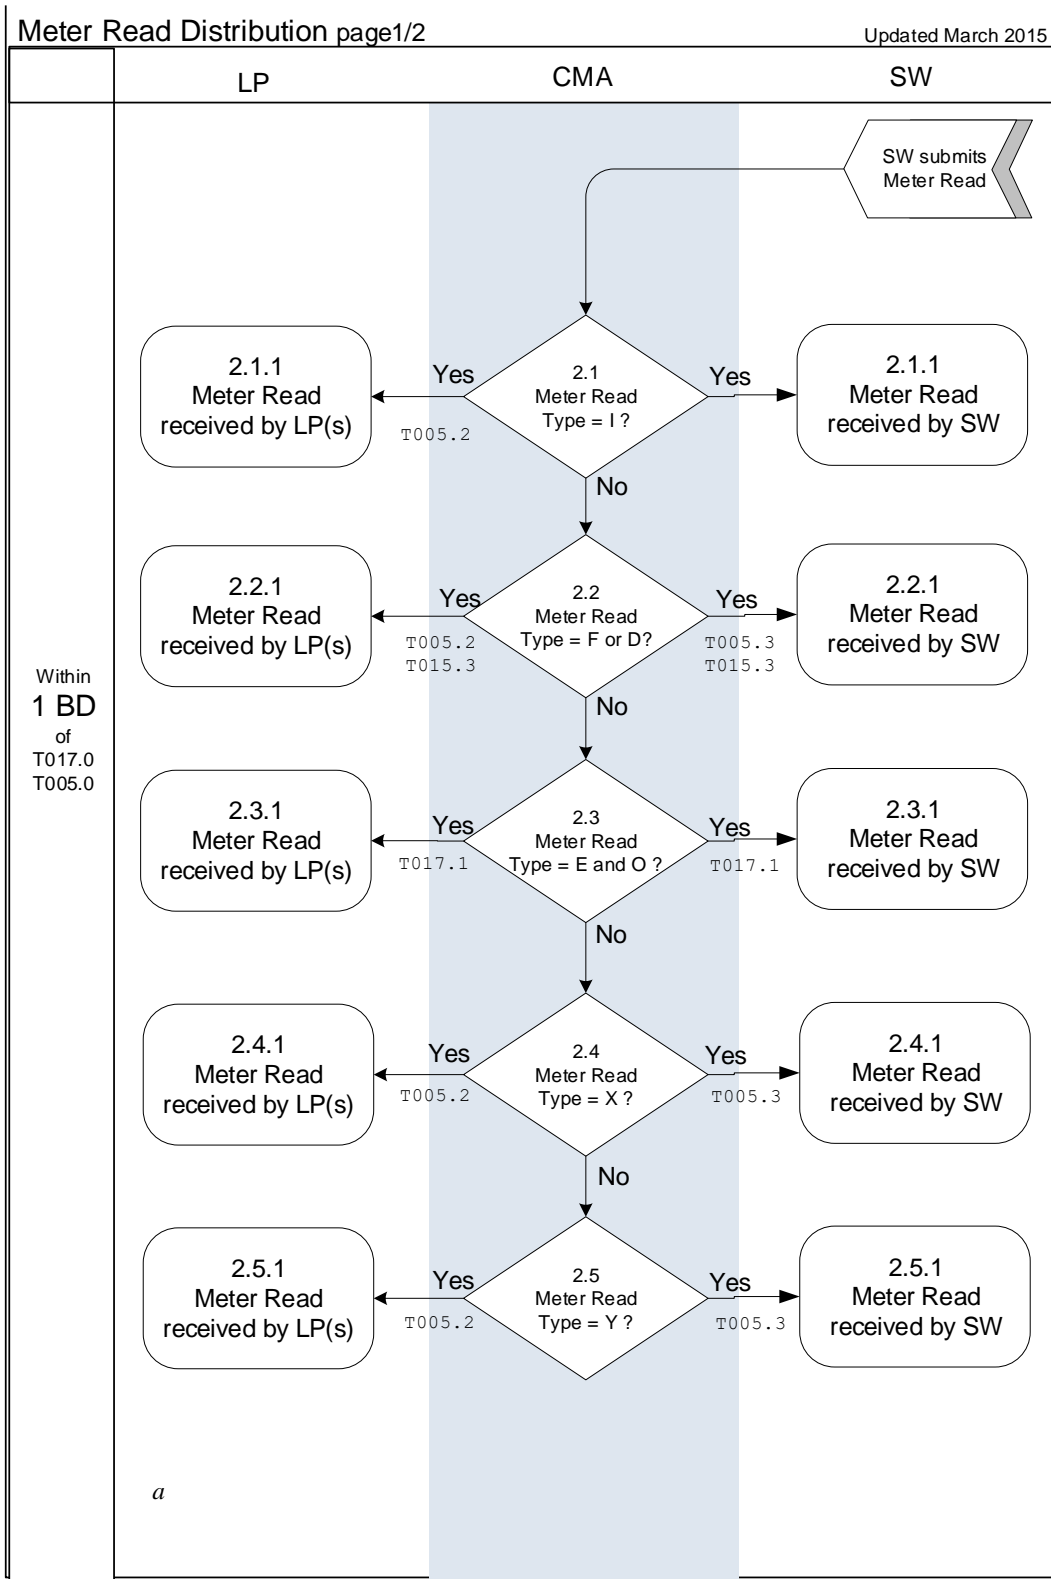 Meter Read Distribution page1/2
Updated March 2015
LP
CMA
SW
SW submits
Meter Read
Within
1 BD
of
T017.0
T005.0
2.1.1
Meter Read
received by LP(s)
Yes
T005.2
2.1
Meter Read
Type = I ?
Yes
2.1.1
Meter Read
received by SW
No
2.2.1
Meter Read
received by LP(s)
Yes
T005.2
T015.3
2.2
Meter Read
Type = F or D?
Yes
T005.3
T015.3
2.2.1
Meter Read
received by SW
No
2.3.1
Meter Read
received by LP(s)
Yes
T017.1
2.3
Meter Read
Type = E and O ?
Yes
T017.1
2.3.1
Meter Read
received by SW
No
2.4.1
Meter Read
received by LP(s)
Yes
T005.2
2.4
Meter Read
Type = X ?
Yes
T005.3
2.4.1
Meter Read
received by SW
No
2.5.1
Meter Read
received by LP(s)
Yes
T005.2
2.5
Meter Read
Type = Y ?
Yes
T005.3
2.5.1
Meter Read
received by SW
a